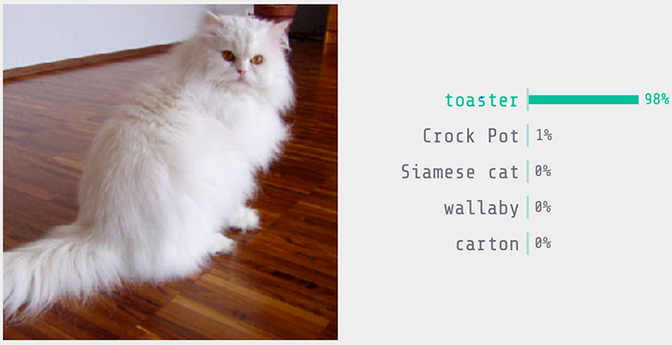 toaster 98%
Crock Pot 1%
Siamese cat 0%
wallaby 0%
carton 0%